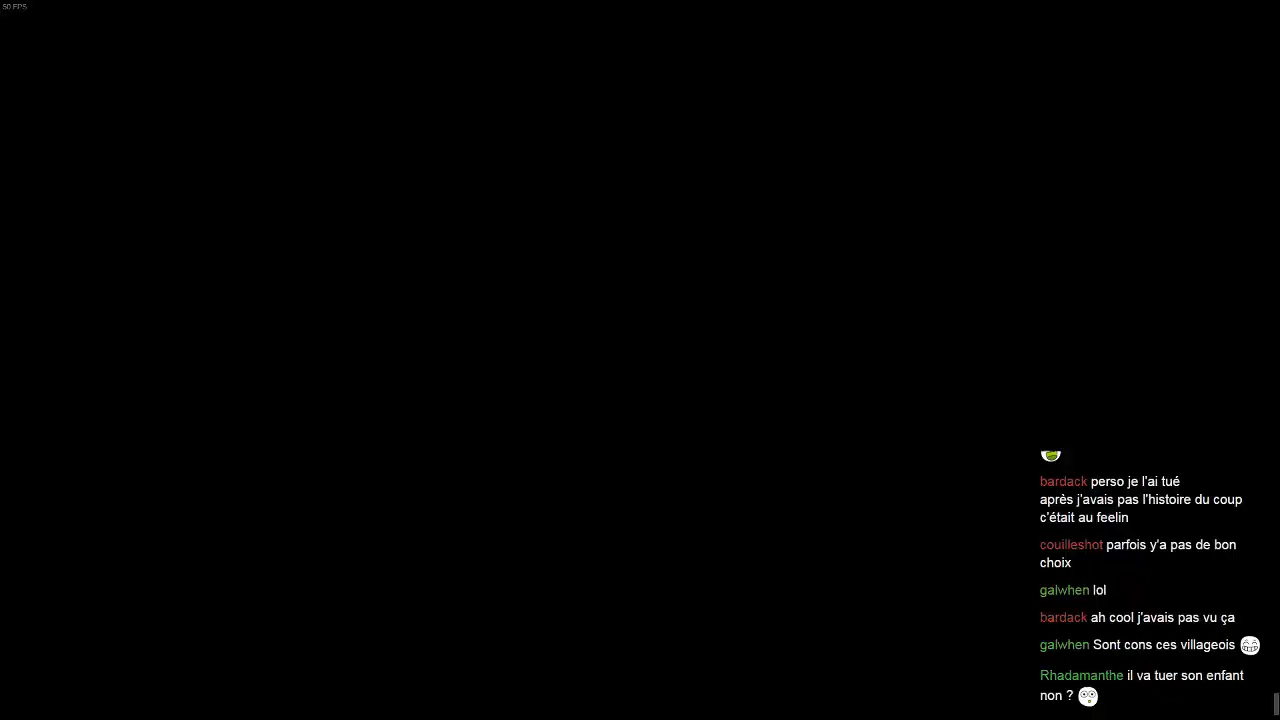 50 FPS
bardack perso je l'ai tué
après j'avais pas l'histoire du coup
c'était au feelin
couilleshot parfois y'a pas de bon
choix
galwhen lol
bardack ah cool j'avais pas vu ça
galwhen Sont cons ces villageois
Rhadamanthe il va tuer son enfant
non ?